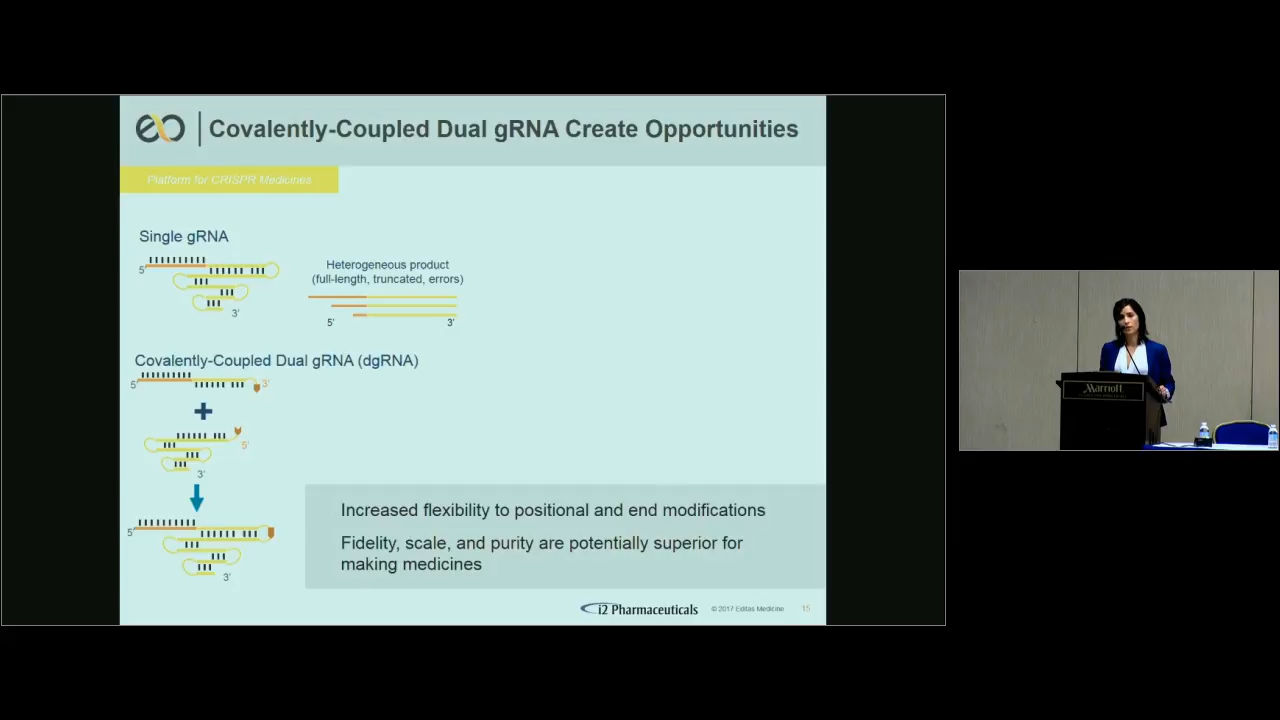 Covalently-Coupled Dual gRNA Create Opportunities
Platform for CRISPR Medicines
Single gRNA
5'
3'
Heterogeneous product
(full-length, truncated, errors)
5'
3'
Covalently-Coupled Dual gRNA (dgRNA)
5'
3'
+
5'
3'
5'
3'
Increased flexibility to positional and end modifications
Fidelity, scale, and purity are potentially superior for
making medicines
i2 Pharmaceuticals
© 2017 Editas Medicine
15
Marriott